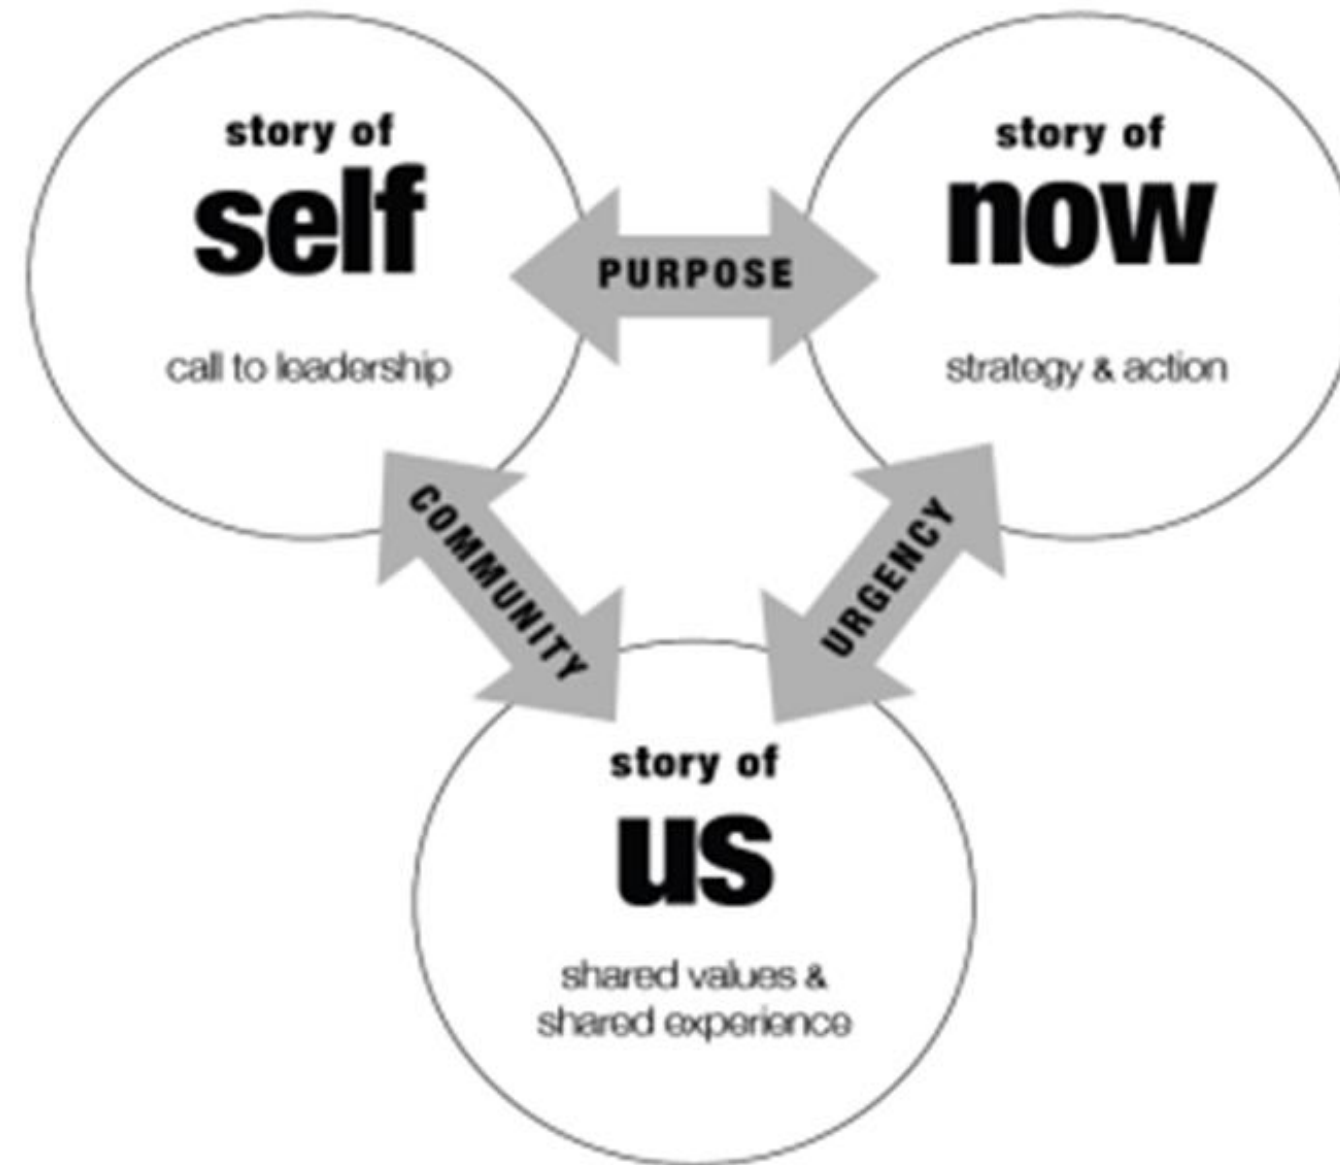 story of
self
call to leadership
PURPOSE
story of
now
strategy & action
COMMUNITY
URGENCY
story of
us
shared values &
shared experience